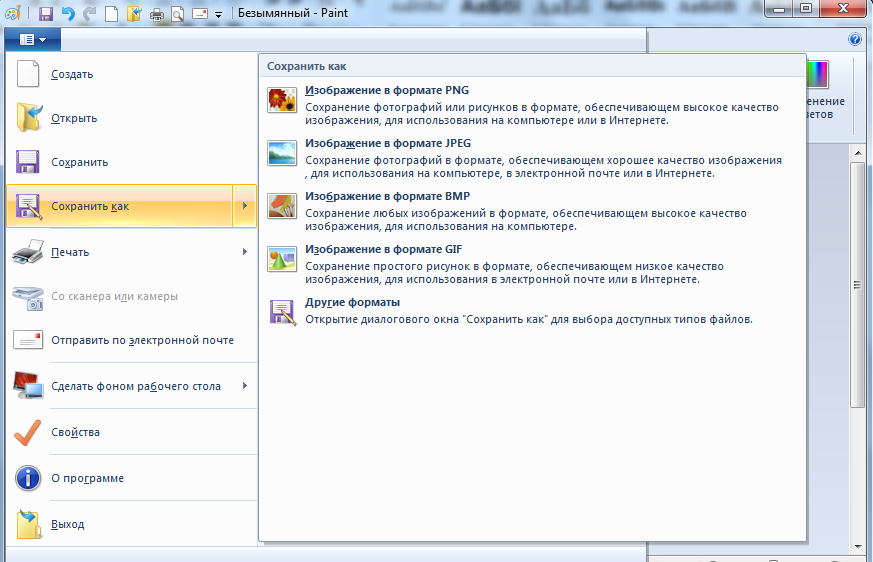 Безымянный - Paint
Создать
Открыть
Сохранить
Сохранить как
Печать
Со сканера или камеры
Отправить по электронной почте
Сделать фоном рабочего стола
Свойства
О программе
Выход
Сохранить как
Изображение в формате PNG
Сохранение фотографий или рисунков в формате, обеспечивающем высокое качество
изображения, для использования на компьютере или в Интернете.
Изображение в формате JPEG
Сохранение фотографий в формате, обеспечивающем хорошее качество изображения
, для использования на компьютере, в электронной почте или в Интернете.
Изображение в формате BMP
Сохранение любых изображений в формате, обеспечивающем высокое качество
изображения, для использования на компьютере.
Изображение в формате GIF
Сохранение простого рисунок в формате, обеспечивающем низкое качество
изображения, для использования в электронной почте или в Интернете.
Другие форматы
Открытие диалогового окна "Сохранить как" для выбора доступных типов файлов.
енение
ветов